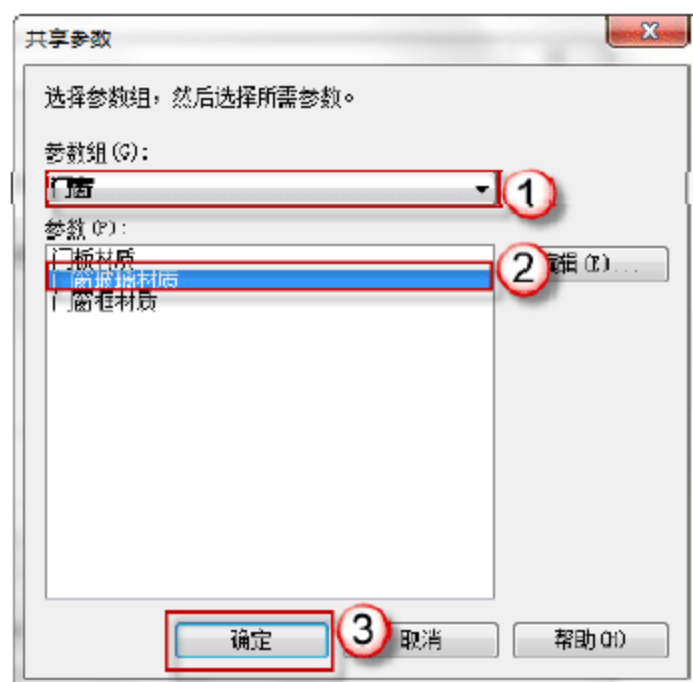 共享参数
选择参数组，然后选择所需参数。
参数组(G):
门窗
①
参数(P):
门板材质
门窗玻璃材质
②
编辑(E)...
门窗框材质
确定
③
取消
帮助(H)